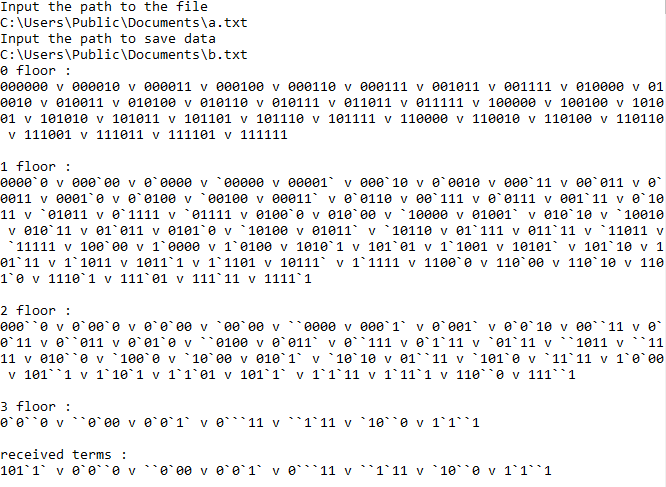 Input the path to the file
C:\Users\Public\Documents\a.txt
Input the path to save data
C:\Users\Public\Documents\b.txt
0 floor :
000000 v 000010 v 000011 v 000100 v 000110 v 000111 v 001011 v 001111 v 010000 v 01
0010 v 010011 v 010100 v 010110 v 010111 v 011011 v 011111 v 100000 v 100100 v 1010
01 v 101010 v 101011 v 101101 v 101110 v 101111 v 110000 v 110010 v 110100 v 110110
 v 111001 v 111011 v 111101 v 111111
1 floor :
0000`0 v 000`00 v 0`0000 v `00000 v 00001` v 000`10 v 0`0010 v 000`11 v 00`011 v 0`
0011 v 0001`0 v 0`0100 v `00100 v 00011` v 0`0110 v 00`111 v 0`0111 v 001`11 v 0`10
11 v `01011 v 0`1111 v `01111 v 0100`0 v 010`00 v `10000 v 01001` v 010`10 v `10010
 v 010`11 v 01`011 v 0101`0 v `10100 v 01011` v `10110 v 01`111 v 011`11 v `11011 v
 `11111 v 100`00 v 1`0000 v 1`0100 v 1010`1 v 101`01 v 1`1001 v 10101` v 101`10 v 1
01`11 v 1`1011 v 1011`1 v 1`1101 v 10111` v 1`1111 v 1100`0 v 110`00 v 110`10 v 110
1`0 v 1110`1 v 111`01 v 111`11 v 1111`1
2 floor :
000``0 v 0`00`0 v 0`0`00 v `00`00 v ``0000 v 000`1` v 0`001` v 0`0`10 v 00``11 v 0`
0`11 v 0``011 v 0`01`0 v ``0100 v 0`011` v 0``111 v 0`1`11 v `01`11 v ``1011 v ``11
11 v 010``0 v `100`0 v `10`00 v 010`1` v `10`10 v 01``11 v `101`0 v `11`11 v 1`0`00
 v 101``1 v 1`10`1 v 1`1`01 v 101`1` v 1`1`11 v 1`11`1 v 110``0 v 111``1
3 floor :
0`0``0 v ``0`00 v 0`0`1` v 0```11 v ``1`11 v `10``0 v 1`1``1
received terms :
101`1` v 0`0``0 v ``0`00 v 0`0`1` v 0```11 v ``1`11 v `10``0 v 1`1``1